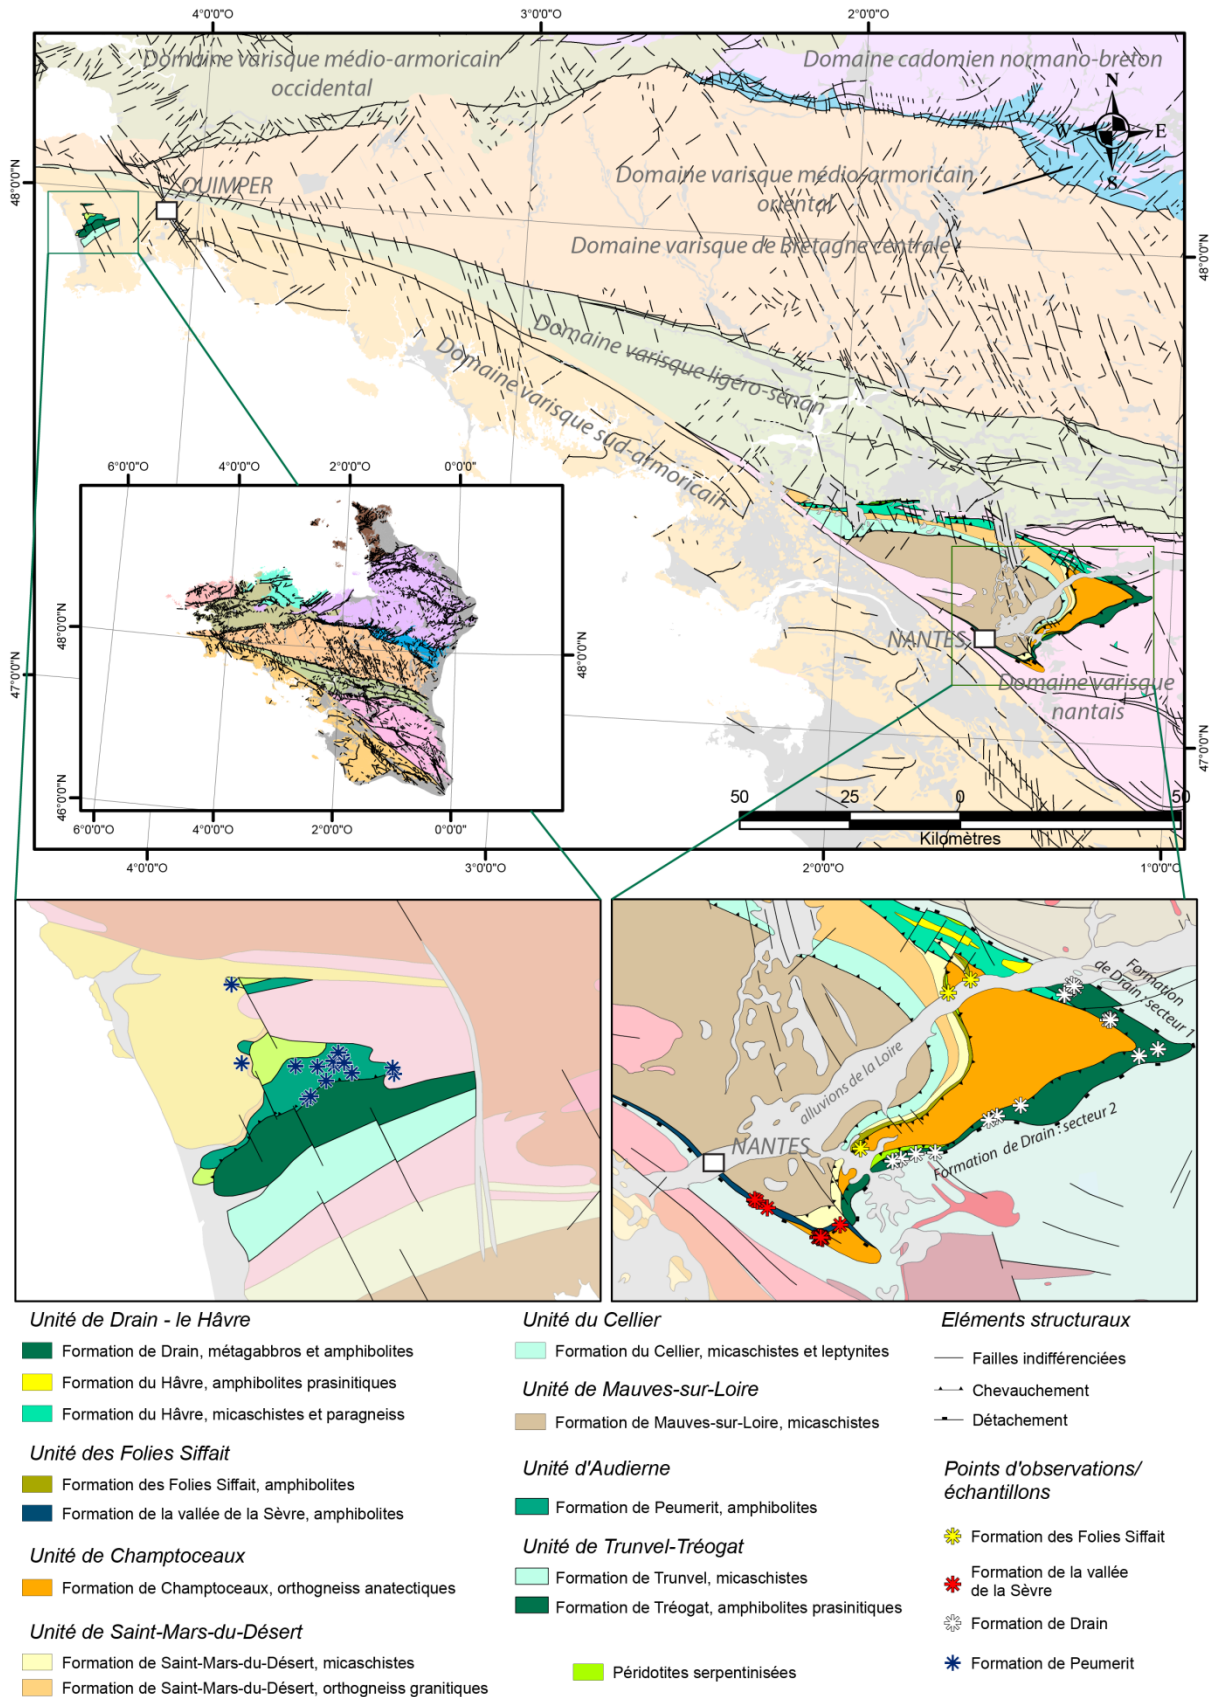 4°0'0"O
3°0'0"O
2°0'0"O
Domaine varisque médio-armoricain
occidental
Domaine cadomien normano-breton
N
W
E
S
48°0'0"N
QUIMPER
Domaine varisque médio-armoricain
oriental
Domaine varisque de Bretagne centrale
48°0'0"N
Domaine varisque ligéro-sénan
Domaine varisque sud-armoricain
6°0'0"O
4°0'0"O
2°0'0"O
0°0'0"O
48°0'0"N
48°0'0"N
46°0'0"N
6°0'0"O
4°0'0"O
2°0'0"O
0°0'0"O
47°0'0"N
NANTES
Domaine varisque
nantais
47°0'0"N
50
25
0
50
Kilomètres
4°0'0"O
3°0'0"O
2°0'0"O
1°0'0"O
Formation
de Drain : secteur 1
alluvions de la Loire
NANTES
Formation de Drain : secteur 2
Unité de Drain - le Hâvre
Formation de Drain, métagabbros et amphibolites
Formation du Hâvre, amphibolites prasinitiques
Formation du Hâvre, micaschistes et paragneiss
Unité des Folies Siffait
Formation des Folies Siffait, amphibolites
Formation de la vallée de la Sèvre, amphibolites
Unité de Champtoceaux
Formation de Champtoceaux, orthogneiss anatectiques
Unité de Saint-Mars-du-Désert
Formation de Saint-Mars-du-Désert, micaschistes
Formation de Saint-Mars-du-Désert, orthogneiss granitiques
Unité du Cellier
Formation du Cellier, micaschistes et leptynites
Unité de Mauves-sur-Loire
Formation de Mauves-sur-Loire, micaschistes
Unité d'Audierne
Formation de Peumerit, amphibolites
Unité de Trunvel-Tréogat
Formation de Trunvel, micaschistes
Formation de Tréogat, amphibolites prasinitiques
Péridotites serpentinisées
Eléments structuraux
Failles indifférenciées
Chevauchement
Détachement
Points d'observations/
échantillons
Formation des Folies Siffait
Formation de la vallée
de la Sèvre
Formation de Drain
Formation de Peumerit